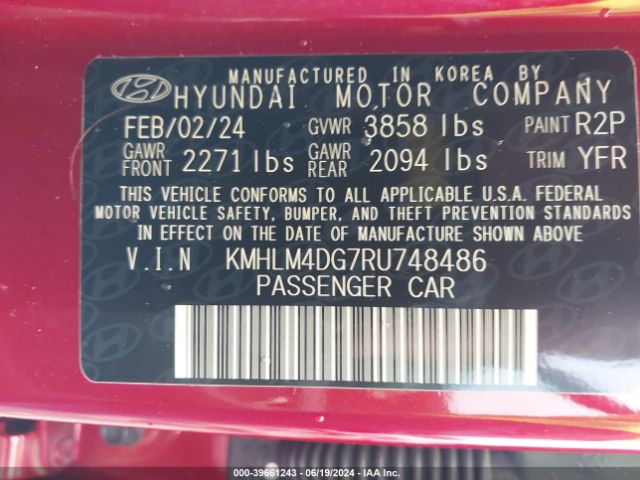 MANUFACTURED IN KOREA BY
HYUNDAI MOTOR COMPANY
FEB/02/24 GVWR 3858 lbs PAINT R2P
GAWR FRONT 2271 lbs GAWR REAR 2094 lbs TRIM YFR
THIS VEHICLE CONFORMS TO ALL APPLICABLE U.S.A. FEDERAL
MOTOR VEHICLE SAFETY, BUMPER, AND THEFT PREVENTION STANDARDS
IN EFFECT ON THE DATE OF MANUFACTURE SHOWN ABOVE
V.I.N KMHLM4DG7RU748486
PASSENGER CAR
000-39661243 - 06/19/2024 - IAA Inc.